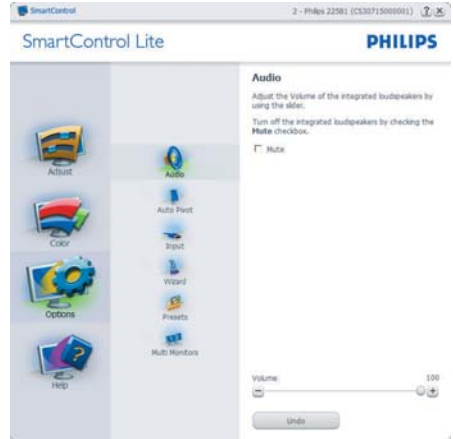 SmartControl
2 - Philips 225B1 (CS30715000001)
SmartControl Lite
PHILIPS
Adjust
Color
Options
Help
Audio
Auto Pivot
Input
Wizard
Presets
Multi Monitors
Audio
Adjust the Volume of the integrated loudspeakers by
using the slider.
Turn off the integrated loudspeakers by checking the
Mute checkbox.
Mute
Volume
100
Undo